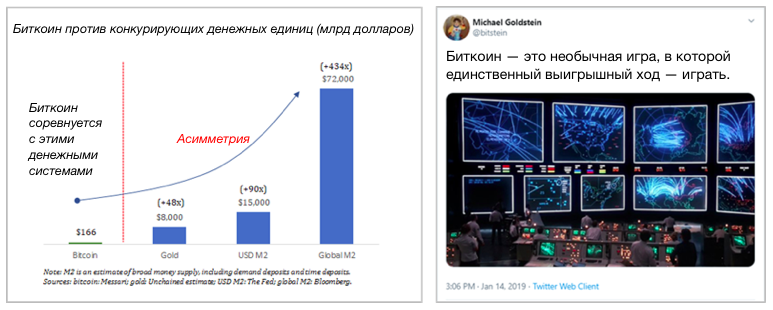 Биткоин против конкурирующих денежных единиц (млрд долларов)
Биткоин
соревнуется
с этими
денежными
системами
Асимметрия
$166
(+48x)
$8,000
(+90x)
$15,000
(+434x)
$72,000
Bitcoin
Gold
USD M2
Global M2
Note: M2 is an estimate of broad money supply, including demand deposits and time deposits.
Sources: bitcoin: Messari; gold: Unchained estimate; USD M2: The Fed; global M2: Bloomberg.
Michael Goldstein
@bitstein
Биткоин — это необычная игра, в которой
единственный выигрышный ход — играть.
3:06 PM · Jan 14, 2019 · Twitter Web Client